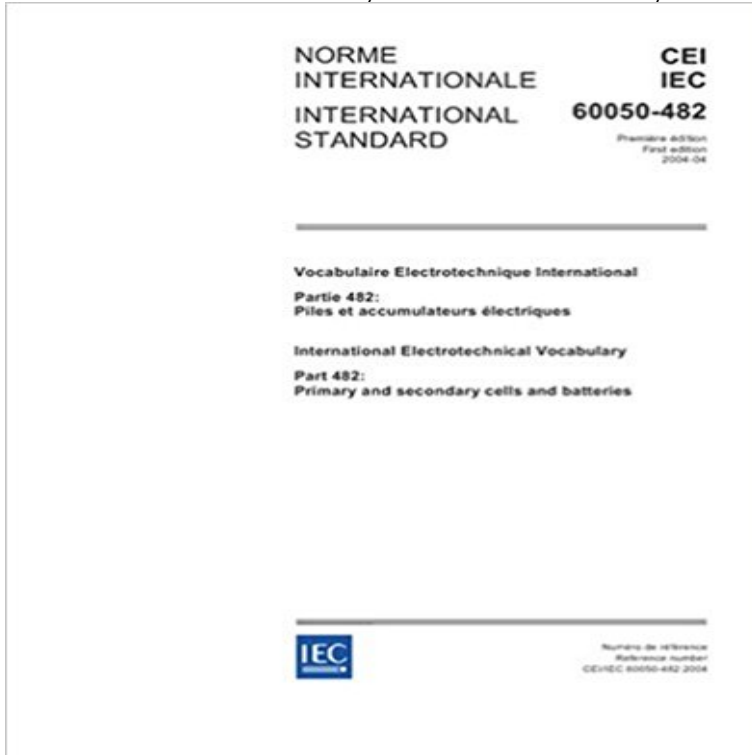 NORME
INTERNATIONALE
INTERNATIONAL
STANDARD
CEI
IEC
60050-482
Première édition
First edition
2004-04
Vocabulaire Electrotechnique International
Partie 482:
Piles et accumulateurs électriques
International Electrotechnical Vocabulary
Part 482:
Primary and secondary cells and batteries
IEC
Numéro de référence
Reference number
CEI/IEC 60050-482:2004